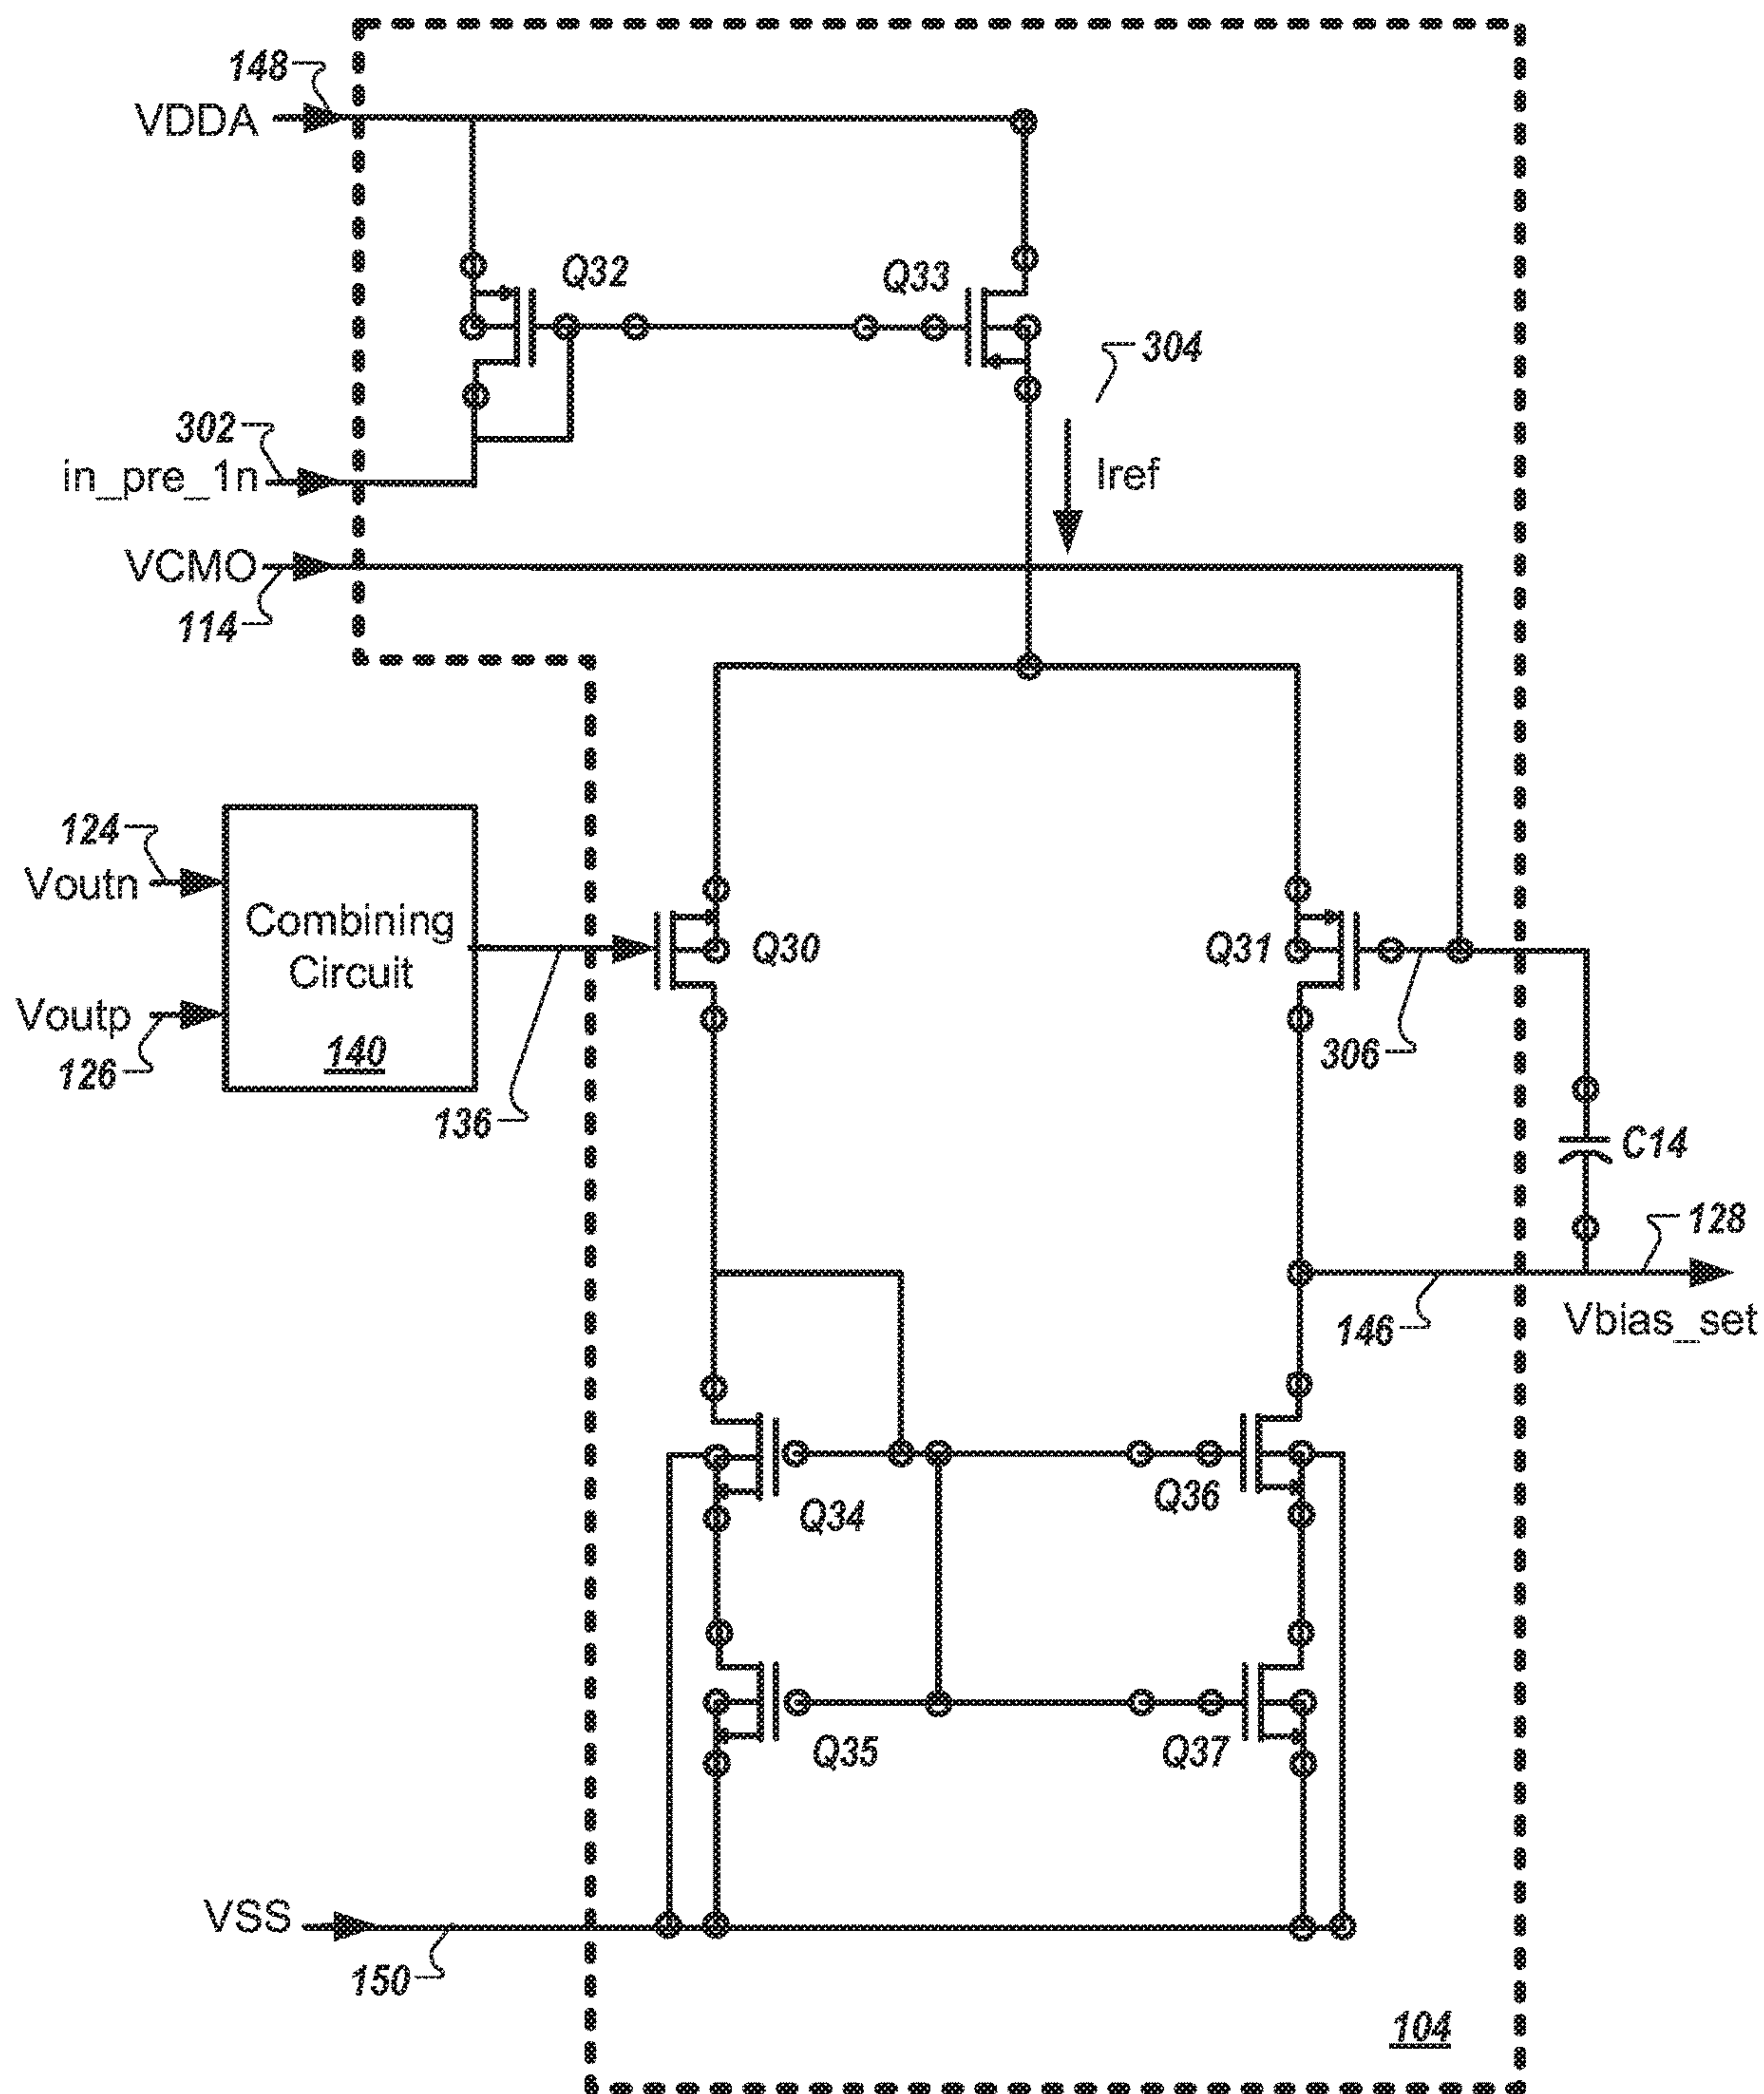 148
VDDA
Q32
Q33
304
302
in_pre_1n
Iref
VCMO
114
124
Voutn
Combining
Circuit
140
Voutp
126
136
Q30
Q31
306
C14
128
146
Vbias_set
Q34
Q36
Q35
Q37
VSS
150
104